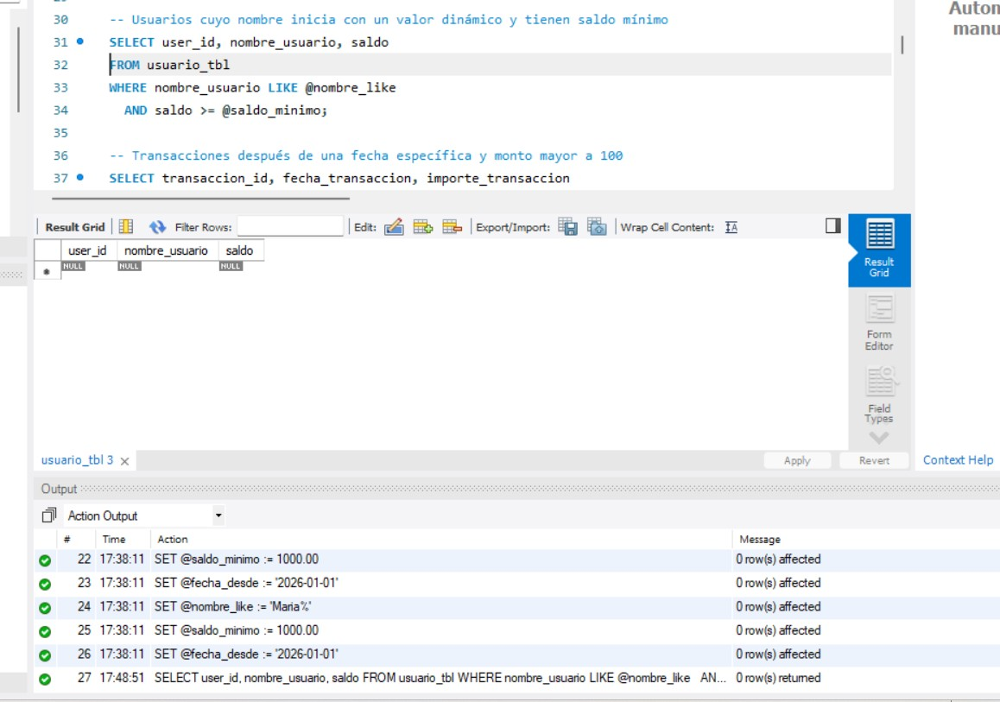 30 -- Usuarios cuyo nombre inicia con un valor dinámico y tienen saldo mínimo
31 SELECT user_id, nombre_usuario, saldo
32 FROM usuario_tbl
33 WHERE nombre_usuario LIKE @nombre_like
34 AND saldo >= @saldo_minimo;
35
36 -- Transacciones después de una fecha específica y monto mayor a 100
37 SELECT transaccion_id, fecha_transaccion, importe_transaccion
Result Grid Filter Rows: Edit: Export/Import: Wrap Cell Content:
user_id nombre_usuario saldo
NULL NULL NULL
Result
Grid
Form
Editor
Field
Types
usuario_tbl 3 Apply Revert Context Help
Output
Action Output
# Time Action Message
22 17:38:11 SET @saldo_minimo := 1000.00 0 row(s) affected
23 17:38:11 SET @fecha_desde := '2026-01-01' 0 row(s) affected
24 17:38:11 SET @nombre_like := 'Maria%' 0 row(s) affected
25 17:38:11 SET @saldo_minimo := 1000.00 0 row(s) affected
26 17:38:11 SET @fecha_desde := '2026-01-01' 0 row(s) affected
27 17:48:51 SELECT user_id, nombre_usuario, saldo FROM usuario_tbl WHERE nombre_usuario LIKE @nombre_like AN... 0 row(s) returned